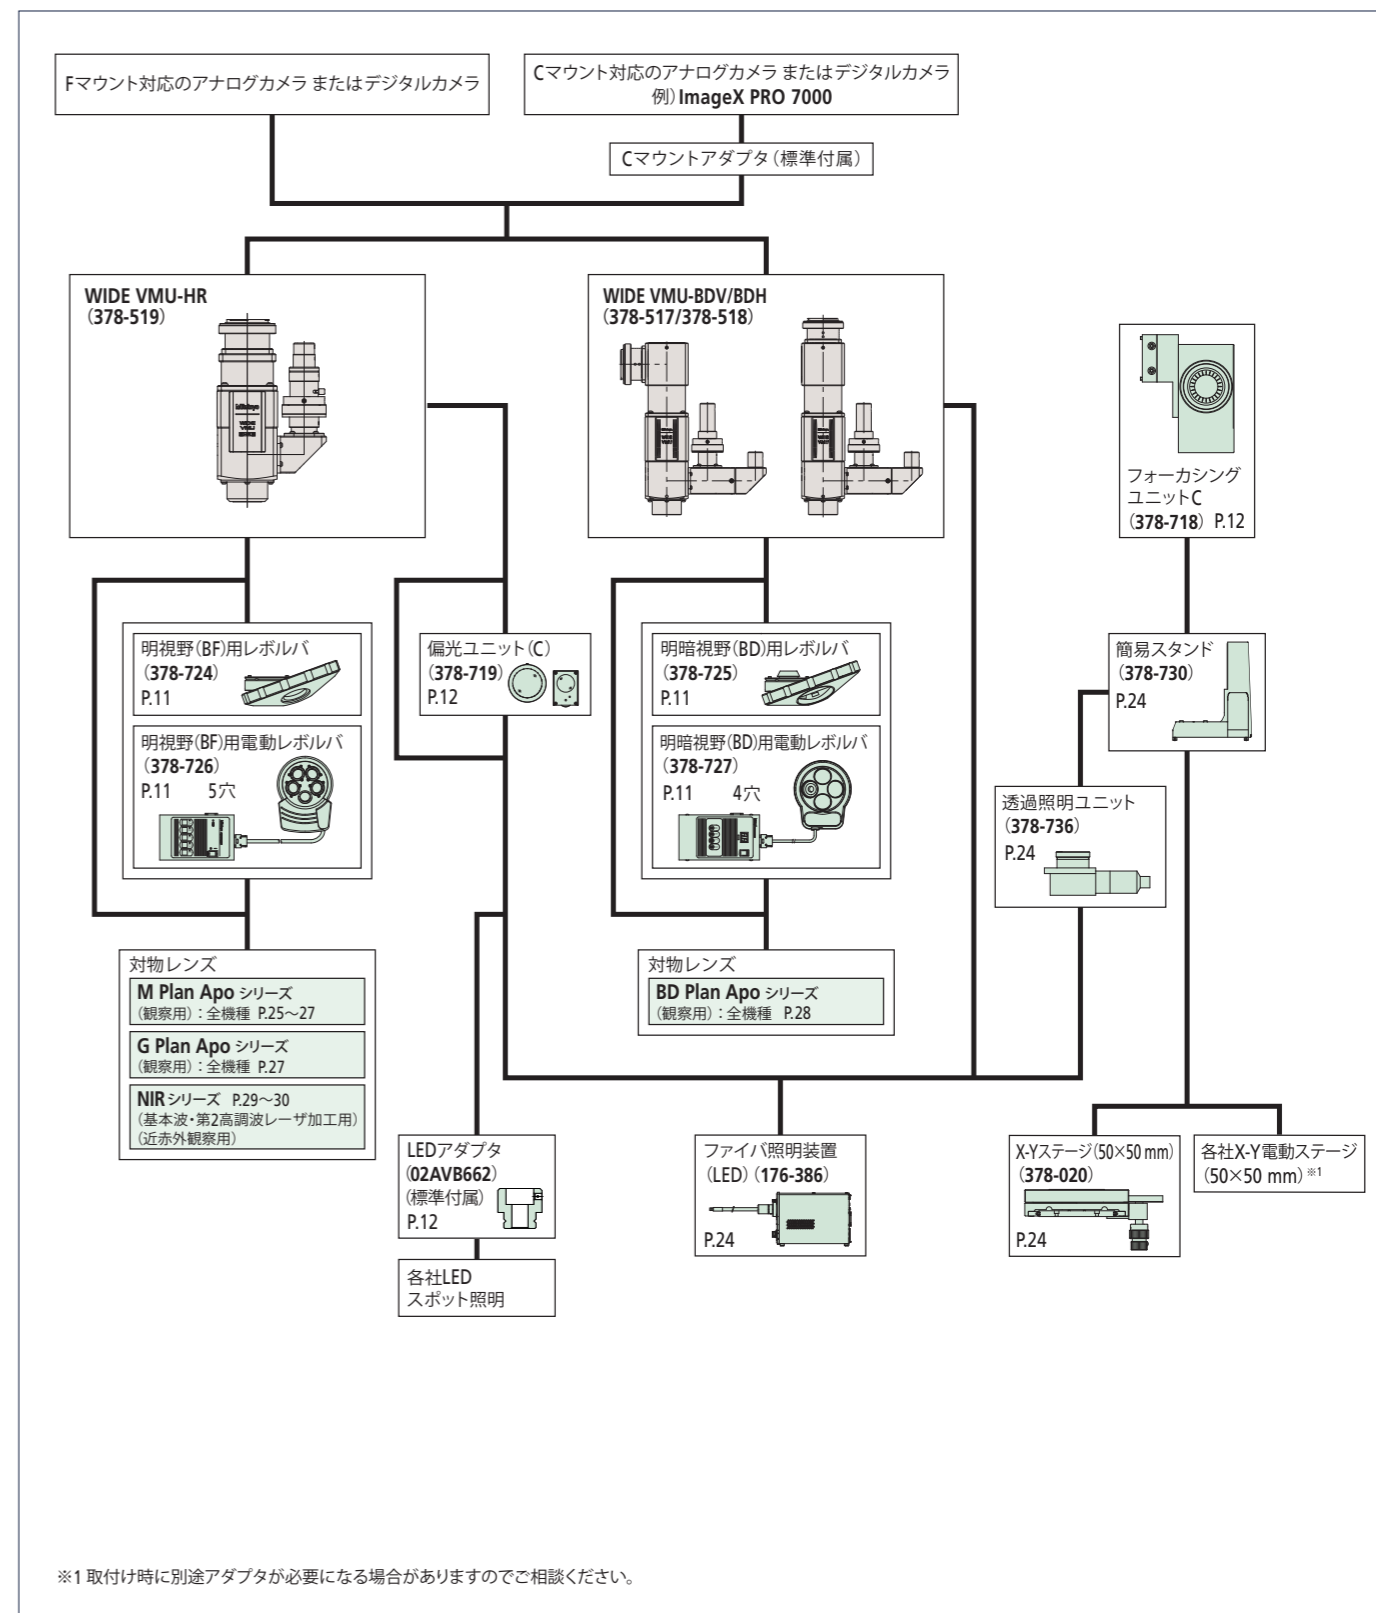 Fマウント対応のアナログカメラ またはデジタルカメラ
Cマウント対応のアナログカメラ またはデジタルカメラ
例）ImageX PRO 7000
Cマウントアダプタ（標準付属）
WIDE VMU-HR
（378-519）
WIDE VMU-BDV/BDH
（378-517/378-518）
フォーカシング
ユニットC
（378-718） P.12
明視野(BF)用レボルバ
（378-724）
P.11
明視野(BF)用電動レボルバ
（378-726）
P.11 5穴
偏光ユニット（C）
（378-719）
P.12
明暗視野(BD)用レボルバ
（378-725）
P.11
明暗視野(BD)用電動レボルバ
（378-727）
P.11 4穴
簡易スタンド
（378-730）
P.24
透過照明ユニット
（378-736）
P.24
対物レンズ
M Plan Apo シリーズ
（観察用）：全機種 P.25～27
G Plan Apo シリーズ
（観察用）：全機種 P.27
NIRシリーズ P.29～30
（基本波・第2高調波レーザ加工用）
（近赤外観察用）
対物レンズ
BD Plan Apo シリーズ
（観察用）：全機種 P.28
LEDアダプタ
（02AVB662）
（標準付属）
P.12
各社LED
スポット照明
ファイバ照明装置
（LED）（176-386）
P.24
X-Yステージ（50×50 mm）
（378-020）
P.24
各社X-Y電動ステージ
（50×50 mm）※1
※1 取付け時に別途アダプタが必要になる場合がありますのでご相談ください。